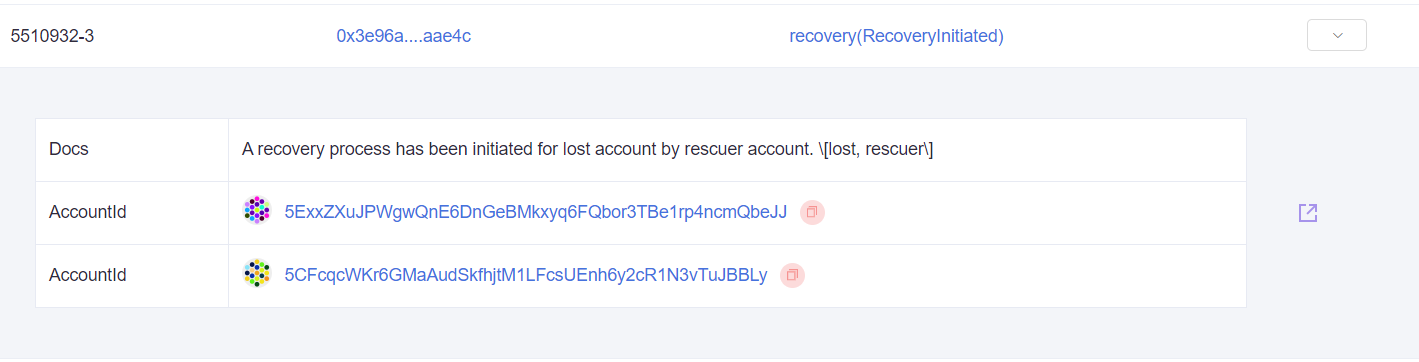 5510932-3 0x3e96a....aae4c recovery(RecoveryInitiated)
Docs A recovery process has been initiated for lost account by rescuer account. \[lost, rescuer\]
AccountId 5ExxZXuJPWgwQnE6DnGeBMkxyq6FQbor3TBe1rp4ncmQbeJJ
AccountId 5CFcqcWKr6GMaAudSkfhjtM1LFcsUEnh6y2cR1N3vTuJBBLy